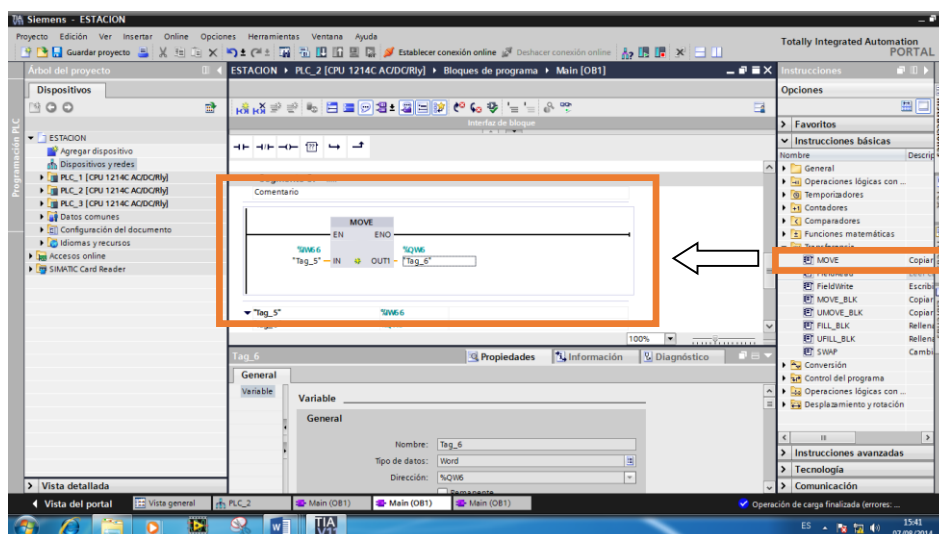 Siemens - ESTACION
Proyecto Edición Ver Insertar Online Opciones Herramientas Ventana Ayuda
Guardar proyecto Establecer conexión online Deshacer conexión online
Totally Integrated Automation
PORTAL
Árbol del proyecto
ESTACION PLC_2 [CPU 1214C AC/DC/Rly] Bloques de programa Main [OB1]
Instrucciones
Dispositivos
Opciones
Programación PLC
Interfaz de bloque
ESTACION
Agregar dispositivo
Dispositivos y redes
PLC_1 [CPU 1214C AC/DC/Rly]
PLC_2 [CPU 1214C AC/DC/Rly]
PLC_3 [CPU 1214C AC/DC/Rly]
Datos comunes
Configuración del documento
Idiomas y recursos
Accesos online
SIMATIC Card Reader
??
Comentario
MOVE
EN ENO
%IW66 %QW6
"Tag_5" IN OUT1 "Tag_6"
"Tag_5" %IW66
100%
Favoritos
Instrucciones básicas
Nombre Descrip
General
Operaciones lógicas con ...
Temporizadores
Contadores
Comparadores
Funciones matemáticas
MOVE Copiar
FieldWrite Escribi
MOVE_BLK Copiar
UMOVE_BLK Copiar
FILL_BLK Rellena
UFILL_BLK Rellena
SWAP Cambi
Conversión
Control del programa
Operaciones lógicas con ...
Desplazamiento y rotación
Instrucciones avanzadas
Tecnología
Comunicación
Tag_6
Propiedades Información Diagnóstico
General
Variable
Variable
General
Nombre: Tag_6
Tipo de datos: Word
Dirección: %QW6
Permanente
Vista detallada
Vista del portal Vista general PLC_2 Main (OB1) Main (OB1) Main (OB1)
Operación de carga finalizada (errores: ...
W
TIA
V11
ES 15:41
07/08/2014